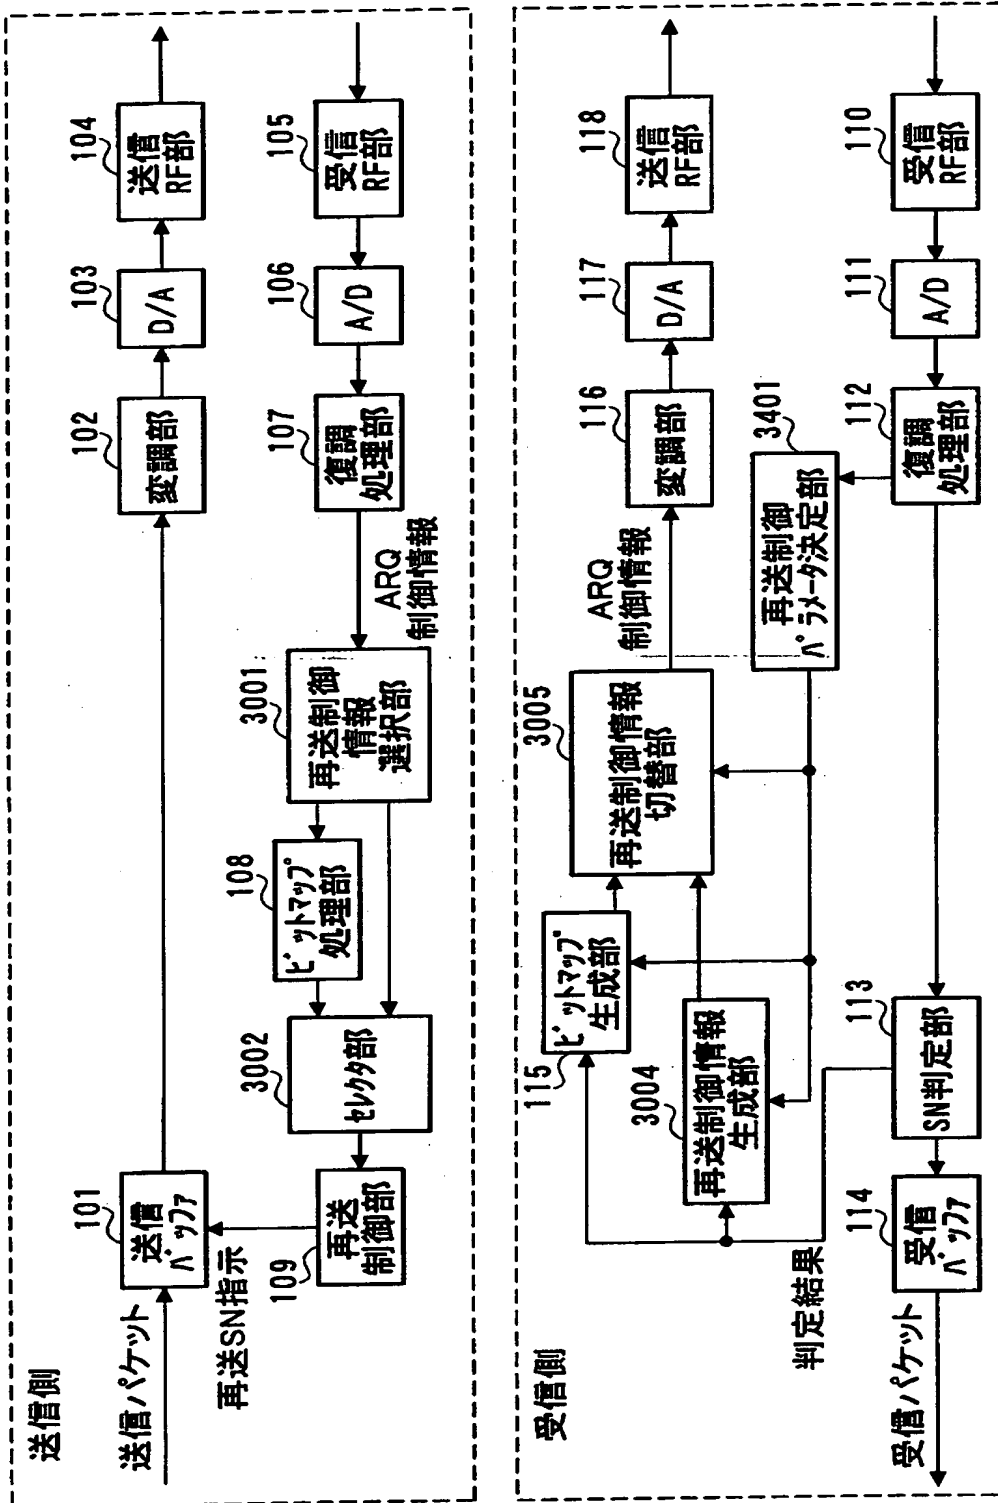 送信側
送信パケット
101
送信
バッファ
再送SN指示
109
再送
制御部
3002
セレクタ部
108
ビットマップ
処理部
3001
再送制御
情報
選択部
ARQ
制御情報
102
変調部
103
D/A
104
送信
RF部
107
復調
処理部
106
A/D
105
受信
RF部
受信側
受信パケット
114
受信
バッファ
判定結果
113
SN判定部
115
ビットマップ
生成部
3004
再送制御情報
生成部
3005
再送制御情報
切替部
ARQ
制御情報
3401
再送制御
パラメータ決定部
116
変調部
117
D/A
118
送信
RF部
112
復調
処理部
111
A/D
110
受信
RF部